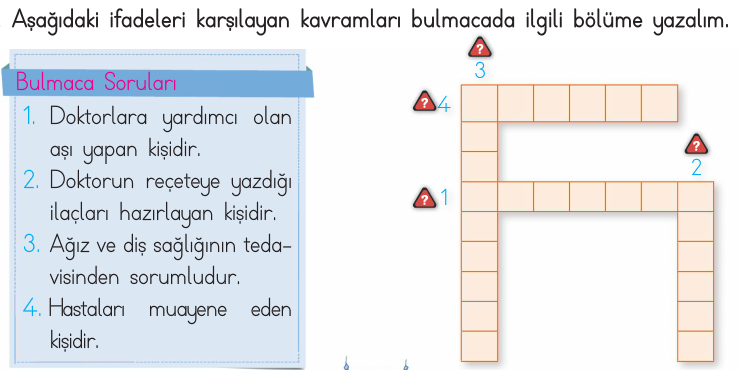 Aşağıdaki ifadeleri karşılayan kavramları bulmacada ilgili bölüme yazalım.
Bulmaca Soruları
1. Doktorlara yardımcı olan
aşı yapan kişidir.
2. Doktorun reçeteye yazdığı
ilaçları hazırlayan kişidir.
3. Ağız ve diş sağlığının teda-
visinden sorumludur.
4. Hastaları muayene eden
kişidir.
?
3
? 4
?
2
? 1